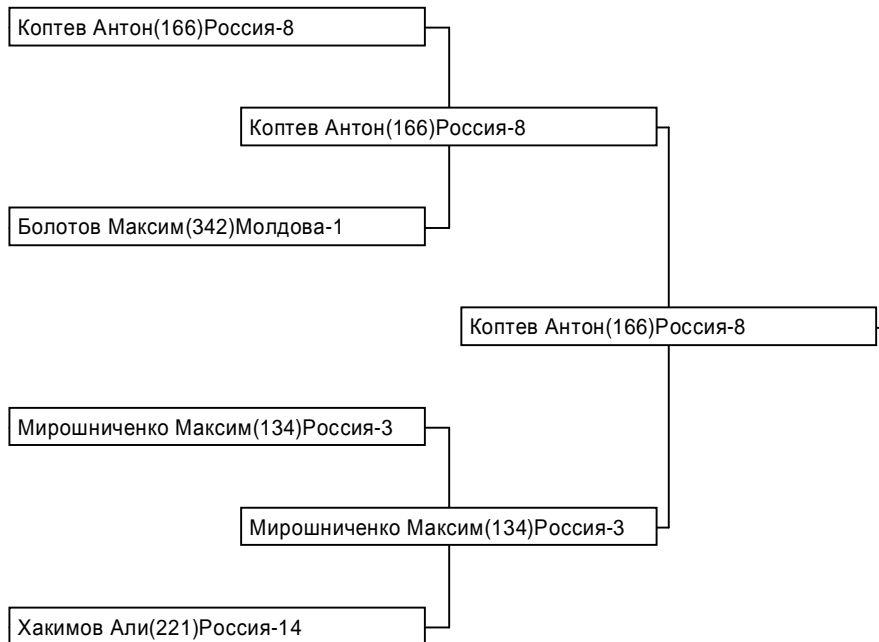 Коптев Антон(166)Россия-8
Коптев Антон(166)Россия-8
Болотов Максим(342)Молдова-1
Коптев Антон(166)Россия-8
Мирошниченко Максим(134)Россия-3
Мирошниченко Максим(134)Россия-3
Хакимов Али(221)Россия-14